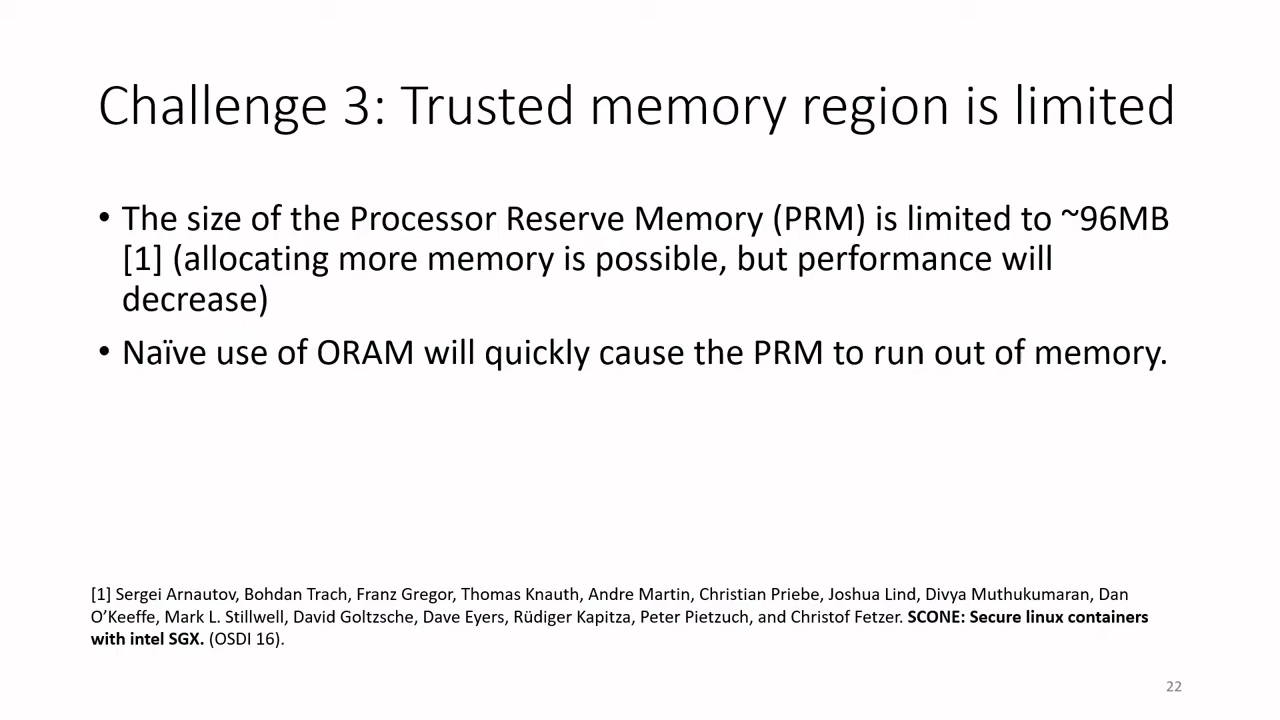 Challenge 3: Trusted memory region is limited
• The size of the Processor Reserve Memory (PRM) is limited to ~96MB
[1] (allocating more memory is possible, but performance will
decrease)
• Naïve use of ORAM will quickly cause the PRM to run out of memory.
[1] Sergei Arnautov, Bohdan Trach, Franz Gregor, Thomas Knauth, Andre Martin, Christian Priebe, Joshua Lind, Divya Muthukumaran, Dan
O’Keeffe, Mark L. Stillwell, David Goltzsche, Dave Eyers, Rüdiger Kapitza, Peter Pietzuch, and Christof Fetzer. SCONE: Secure linux containers
with intel SGX. (OSDI 16).
22